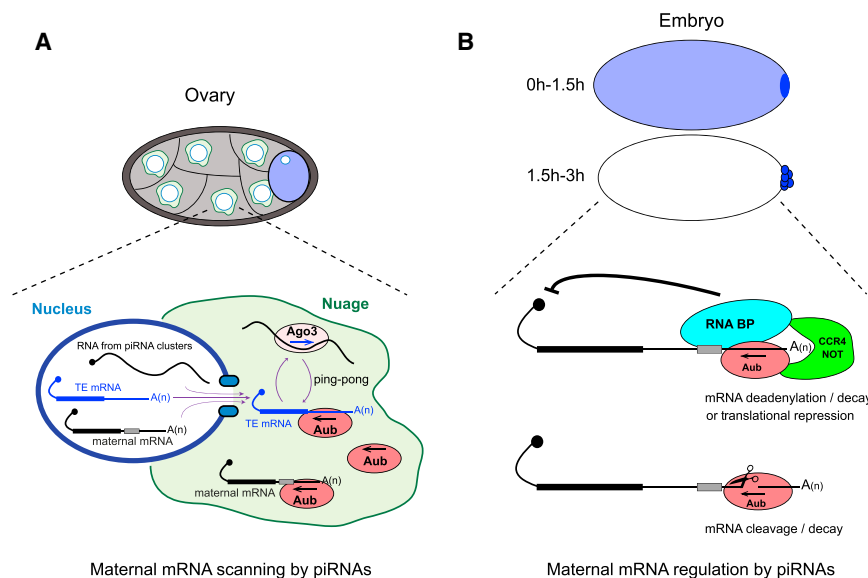 A
Ovary
Nucleus
Nuage
RNA from piRNA clusters
TE mRNA
A(n)
maternal mRNA
A(n)
Ago3
ping-pong
A(n)
TE mRNA
Aub
Aub
A(n)
maternal mRNA
Aub
Maternal mRNA scanning by piRNAs
B
Embryo
0h-1.5h
1.5h-3h
RNA BP
A(n)
CCR4
NOT
Aub
mRNA deadenylation / decay
or translational repression
A(n)
Aub
mRNA cleavage / decay
Maternal mRNA regulation by piRNAs